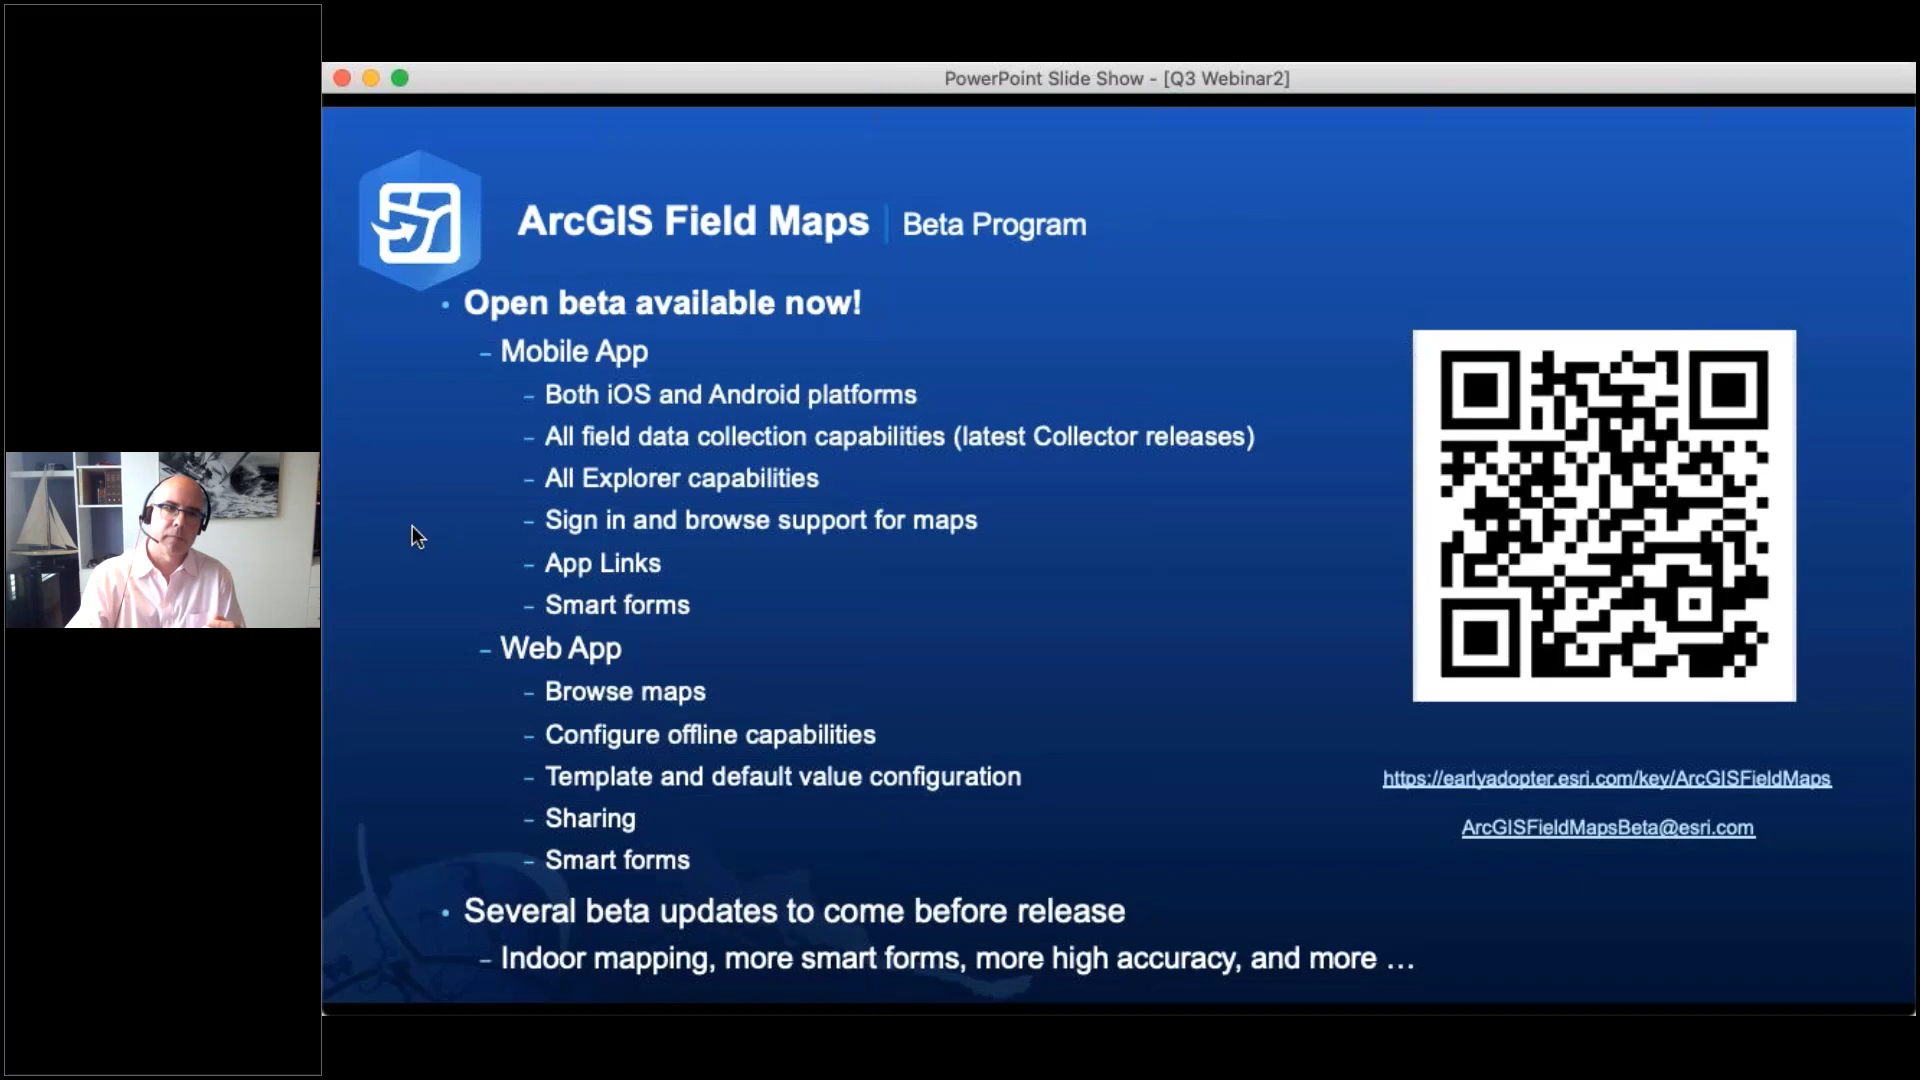 PowerPoint Slide Show - [Q3 Webinar2]
ArcGIS Field Maps | Beta Program
• Open beta available now!
– Mobile App
– Both iOS and Android platforms
– All field data collection capabilities (latest Collector releases)
– All Explorer capabilities
– Sign in and browse support for maps
– App Links
– Smart forms
– Web App
– Browse maps
– Configure offline capabilities
– Template and default value configuration
– Sharing
– Smart forms
• Several beta updates to come before release
– Indoor mapping, more smart forms, more high accuracy, and more …
https://earlyadopter.esri.com/key/ArcGISFieldMaps
ArcGISFieldMapsBeta@esri.com